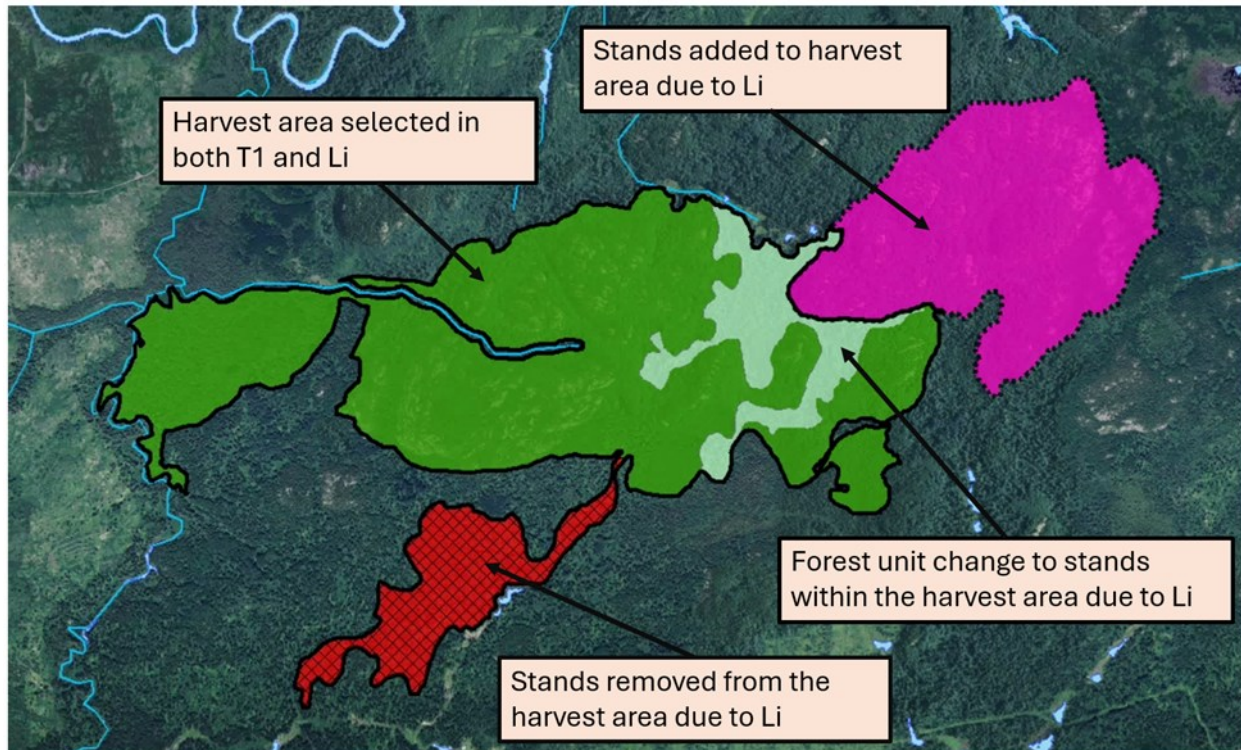 Stands added to harvest
area due to Li
Harvest area selected in
both T1 and Li
Forest unit change to stands
within the harvest area due to Li
Stands removed from the
harvest area due to Li